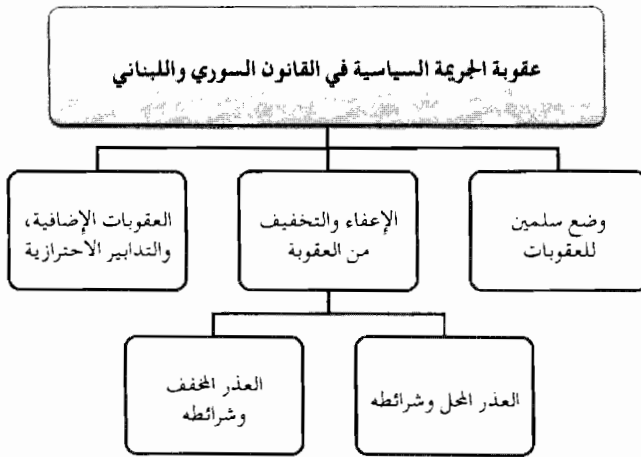 عقوبة الجريمة السياسية في القانون السوري واللبناني
وضع سلمين
للعقوبات
الإعفاء والتخفيف
من العقوبة
العقوبات الإضافية،
والتدابير الاحترازية
العذر المحل وشرائطه
العذر المخفف
وشرائطه